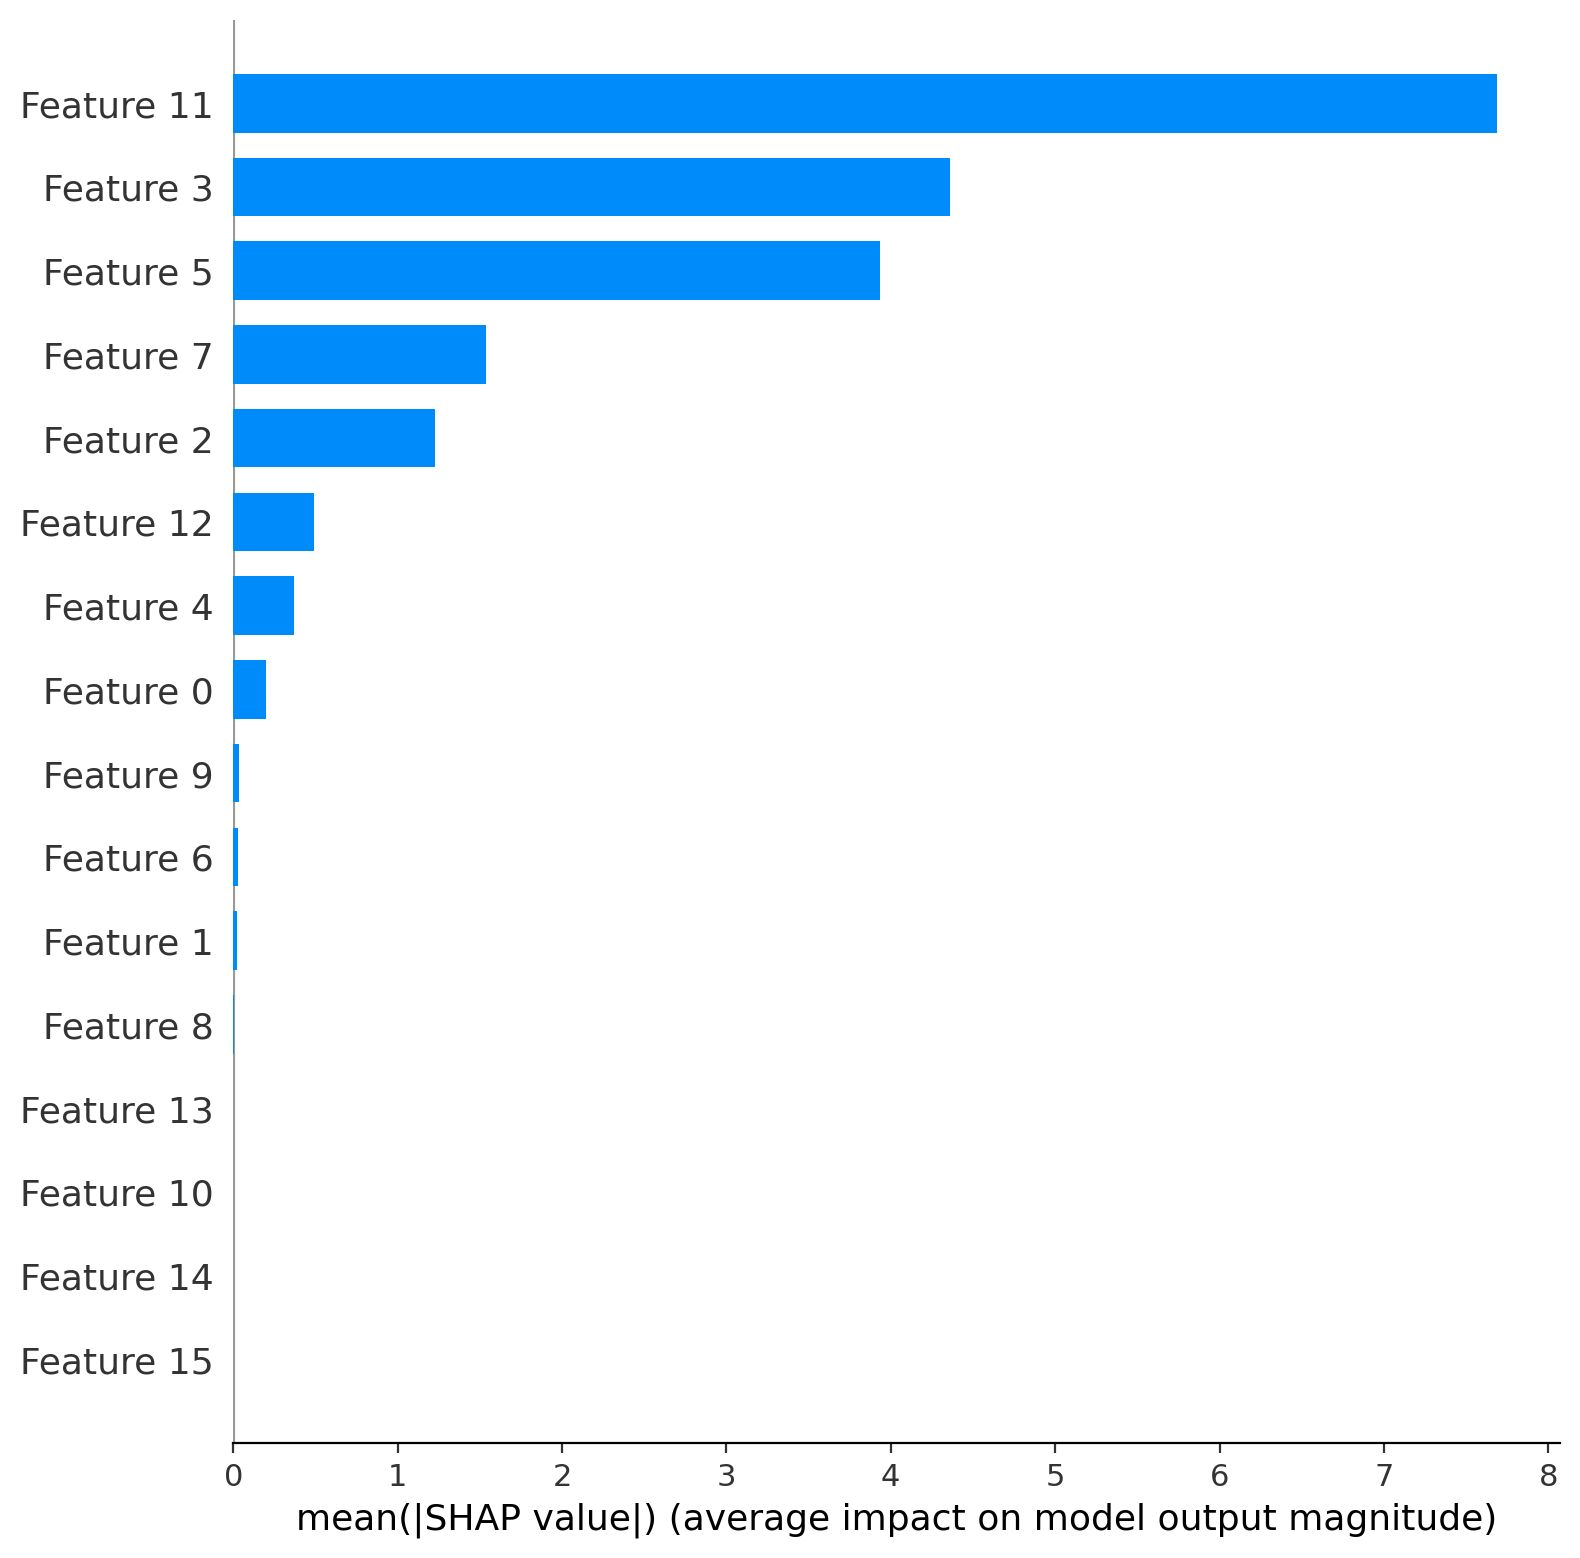 Feature 11
Feature 3
Feature 5
Feature 7
Feature 2
Feature 12
Feature 4
Feature 0
Feature 9
Feature 6
Feature 1
Feature 8
Feature 13
Feature 10
Feature 14
Feature 15
0 1 2 3 4 5 6 7 8
mean(|SHAP value|) (average impact on model output magnitude)